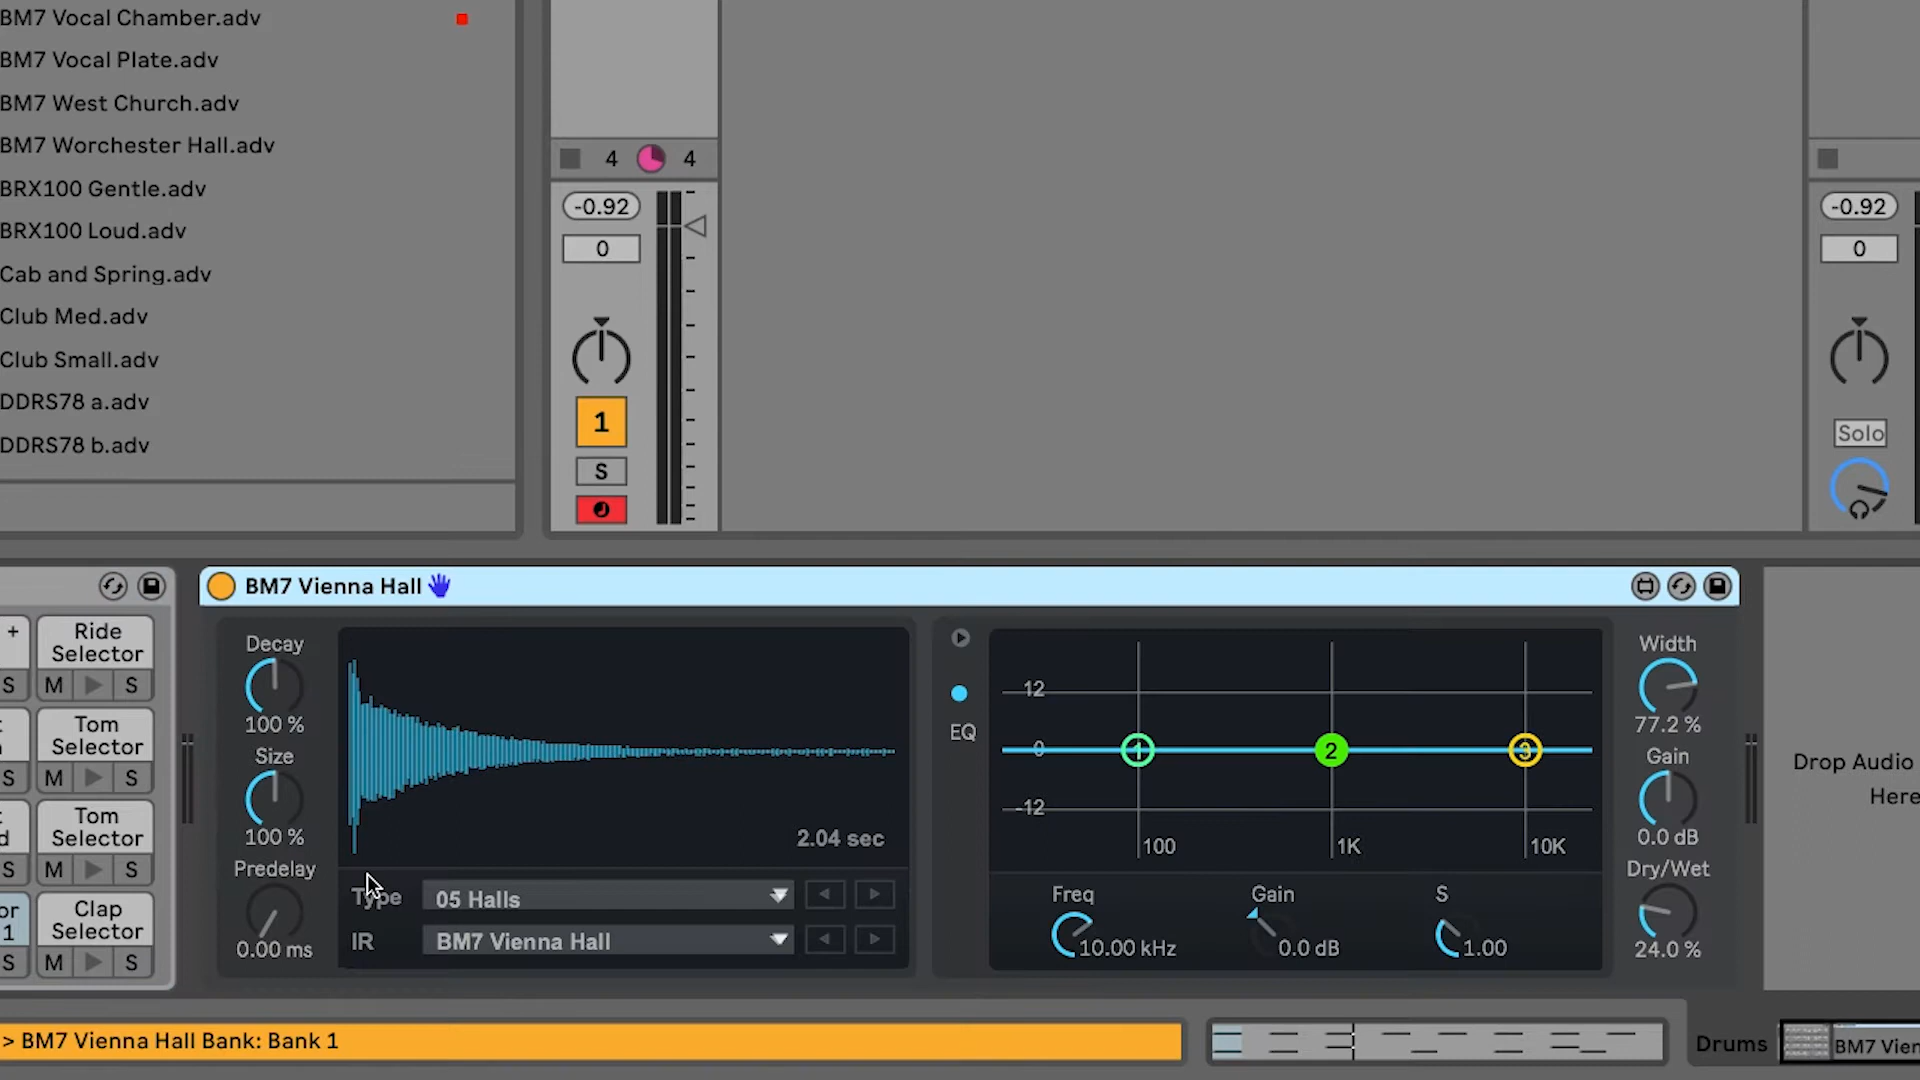 BM7 Vocal Chamber.adv
BM7 Vocal Plate.adv
BM7 West Church.adv
BM7 Worchester Hall.adv
BRX100 Gentle.adv
BRX100 Loud.adv
Cab and Spring.adv
Club Med.adv
Club Small.adv
DDRS78 a.adv
DDRS78 b.adv
4 4
-0.92
0
1
S
-0.92
0
Solo
BM7 Vienna Hall
+
Ride
Selector
S M S
Tom
Selector
S M S
Tom
Selector
S M S
Clap
Selector
1
S M S
Decay
100 %
Size
100 %
Predelay
0.00 ms
2.04 sec
Type 05 Halls
IR BM7 Vienna Hall
EQ
12
0
-12
1 2 3
100 1K 10K
Freq Gain S
10.00 kHz 0.0 dB 1.00
Width
77.2 %
Gain
0.0 dB
Dry/Wet
24.0 %
Drop Audio
Here
> BM7 Vienna Hall Bank: Bank 1
Drums
BM7 Vien